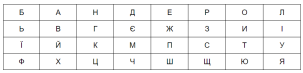 Б А Н Д Е Р О Л
Ь В Г Є Ж З И І
Ї Й К М П С Т У
Ф Х Ц Ч Ш Щ Ю Я